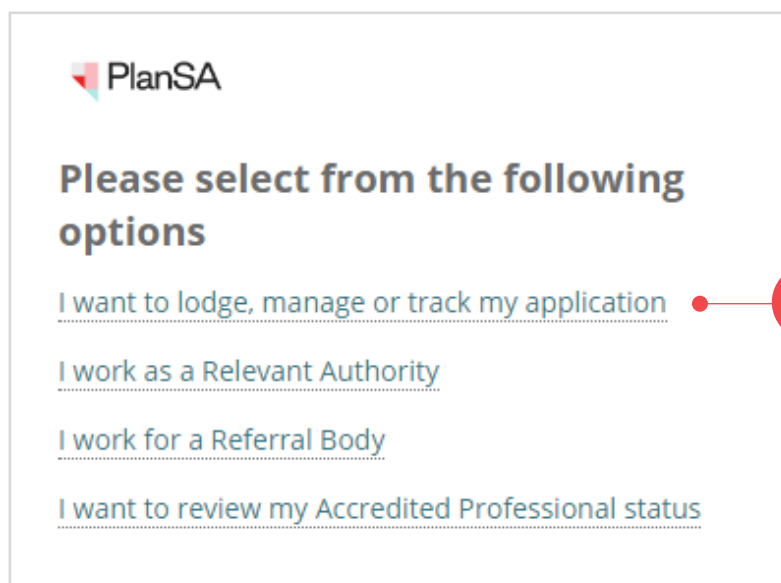 PlanSA
Please select from the following
options
I want to lodge, manage or track my application
I work as a Relevant Authority
I work for a Referral Body
I want to review my Accredited Professional status